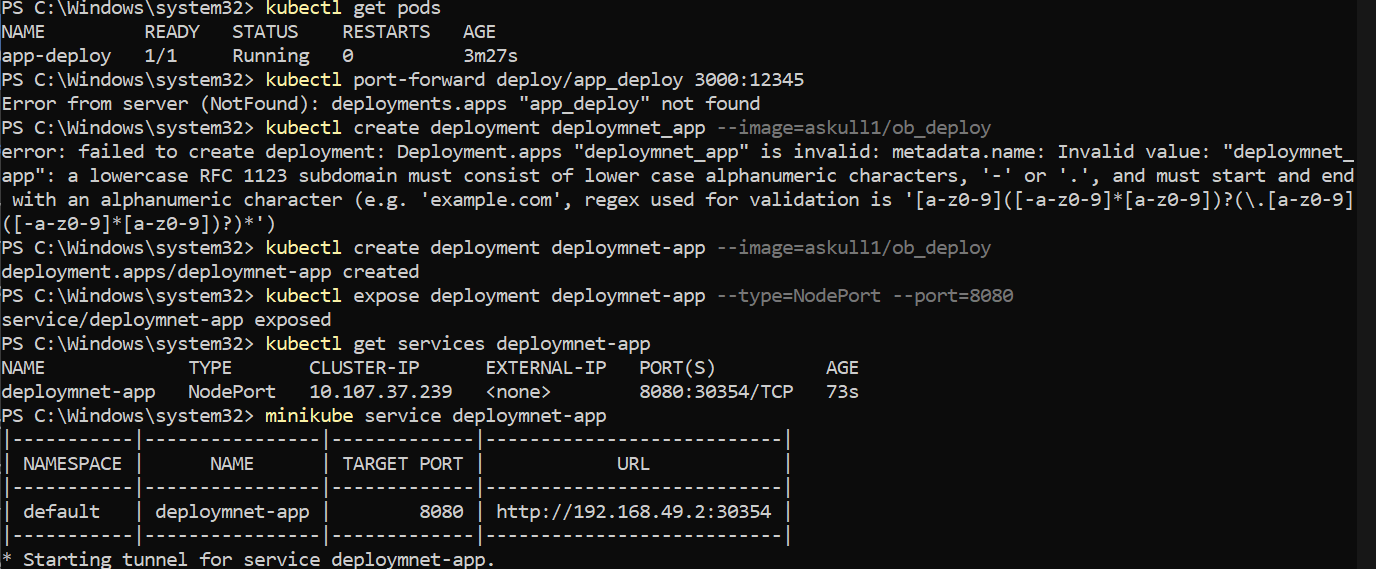 PS C:\Windows\system32> kubectl get pods
NAME         READY   STATUS    RESTARTS   AGE
app-deploy   1/1     Running   0          3m27s
PS C:\Windows\system32> kubectl port-forward deploy/app_deploy 3000:12345
Error from server (NotFound): deployments.apps "app_deploy" not found
PS C:\Windows\system32> kubectl create deployment deploymnet_app --image=askull1/ob_deploy
error: failed to create deployment: Deployment.apps "deploymnet_app" is invalid: metadata.name: Invalid value: "deploymnet_
app": a lowercase RFC 1123 subdomain must consist of lower case alphanumeric characters, '-' or '.', and must start and end
 with an alphanumeric character (e.g. 'example.com', regex used for validation is '[a-z0-9]([-a-z0-9]*[a-z0-9])?(\.[a-z0-9]
([-a-z0-9]*[a-z0-9])?)*')
PS C:\Windows\system32> kubectl create deployment deploymnet-app --image=askull1/ob_deploy
deployment.apps/deploymnet-app created
PS C:\Windows\system32> kubectl expose deployment deploymnet-app --type=NodePort --port=8080
service/deploymnet-app exposed
PS C:\Windows\system32> kubectl get services deploymnet-app
NAME             TYPE       CLUSTER-IP      EXTERNAL-IP   PORT(S)          AGE
deploymnet-app   NodePort   10.107.37.239   <none>        8080:30354/TCP   73s
PS C:\Windows\system32> minikube service deploymnet-app
|-----------|----------------|-------------|---------------------------|
| NAMESPACE |      NAME      | TARGET PORT |            URL            |
|-----------|----------------|-------------|---------------------------|
| default   | deploymnet-app |        8080 | http://192.168.49.2:30354 |
|-----------|----------------|-------------|---------------------------|
* Starting tunnel for service deploymnet-app.